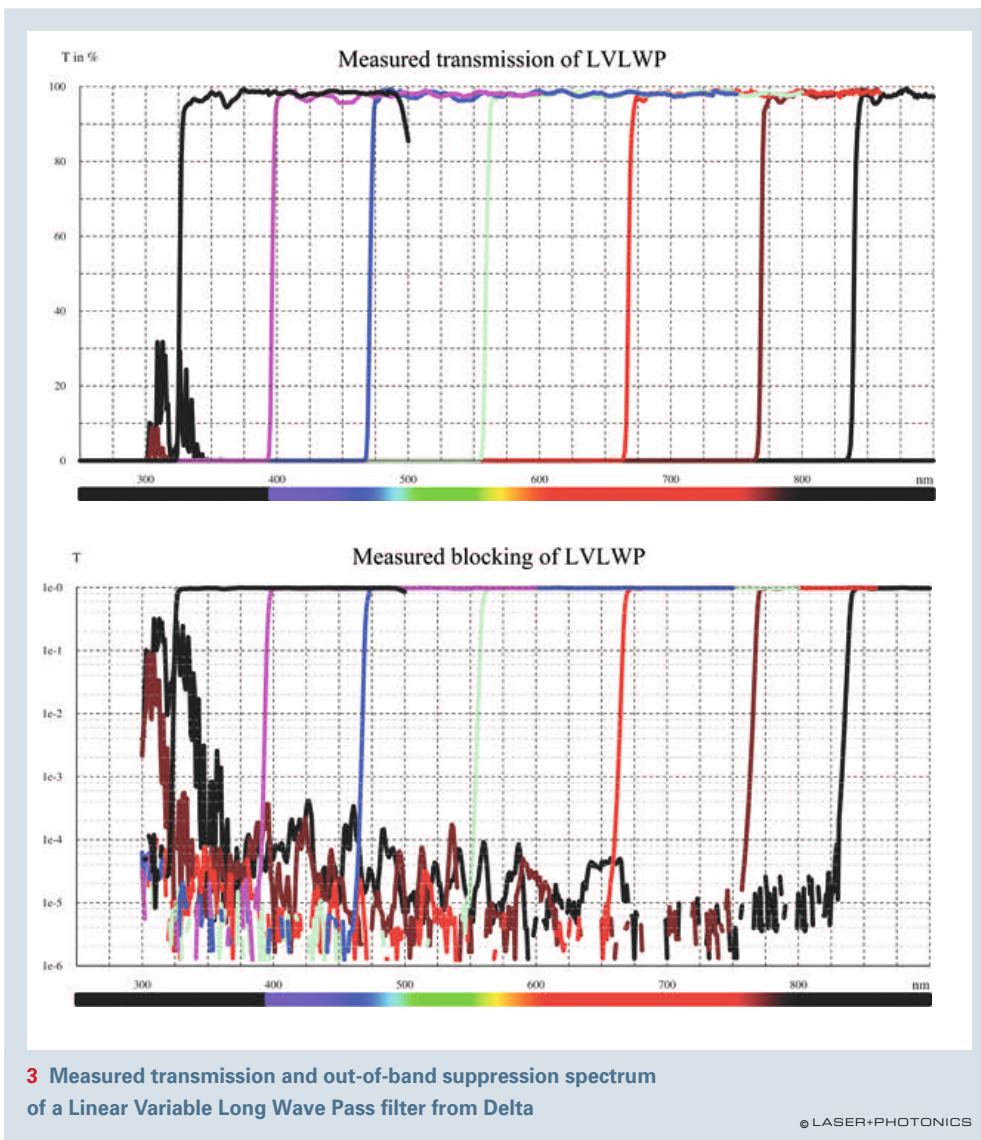 T in %
Measured transmission of LVLWP
100
80
60
40
20
0
300 400 500 600 700 800 nm
T
Measured blocking of LVLWP
1e-0
1e-1
1e-2
1e-3
1e-4
1e-5
1e-6
300 400 500 600 700 800 nm
3 Measured transmission and out-of-band suppression spectrum
of a Linear Variable Long Wave Pass filter from Delta
© LASER+PHOTONICS